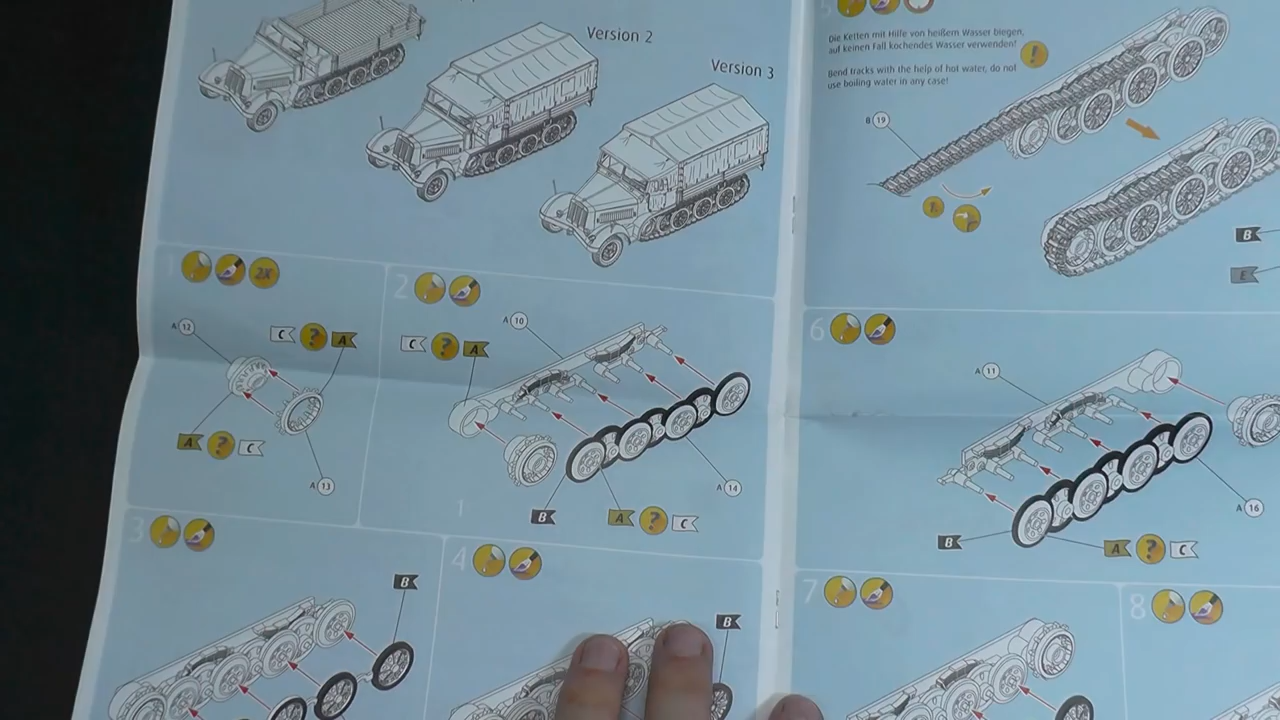 Version 2
Version 3
1
2X
A 12
C ? A
A ? C
A 13
2
A 10
C ? A
A 14
B
A ? C
1
3
B
4
B
5
Die Ketten mit Hilfe von heißem Wasser biegen,
auf keinen Fall kochendes Wasser verwenden!
!
Bend tracks with the help of hot water, do not
use boiling water in any case!
B 19
B
E
6
A 11
A 16
B
A ? C
7
8